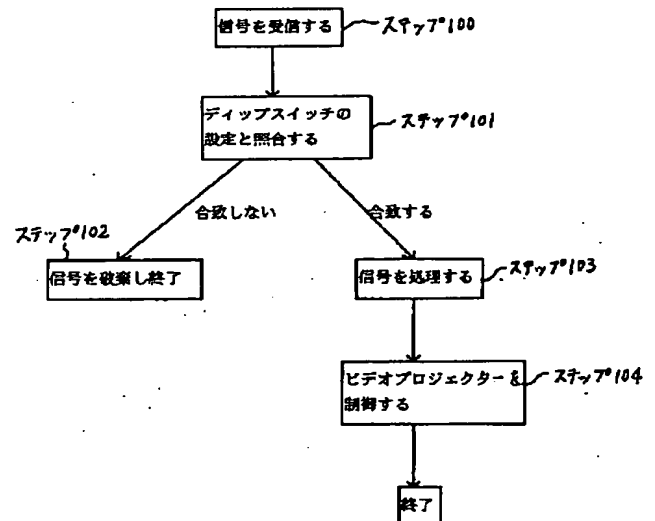 信号を受信する
ステップ100
ディップスイッチの
設定と照合する
ステップ101
合致しない
合致する
ステップ102
信号を破棄し終了
信号を処理する
ステップ103
ビデオプロジェクターを
制御する
ステップ104
終了